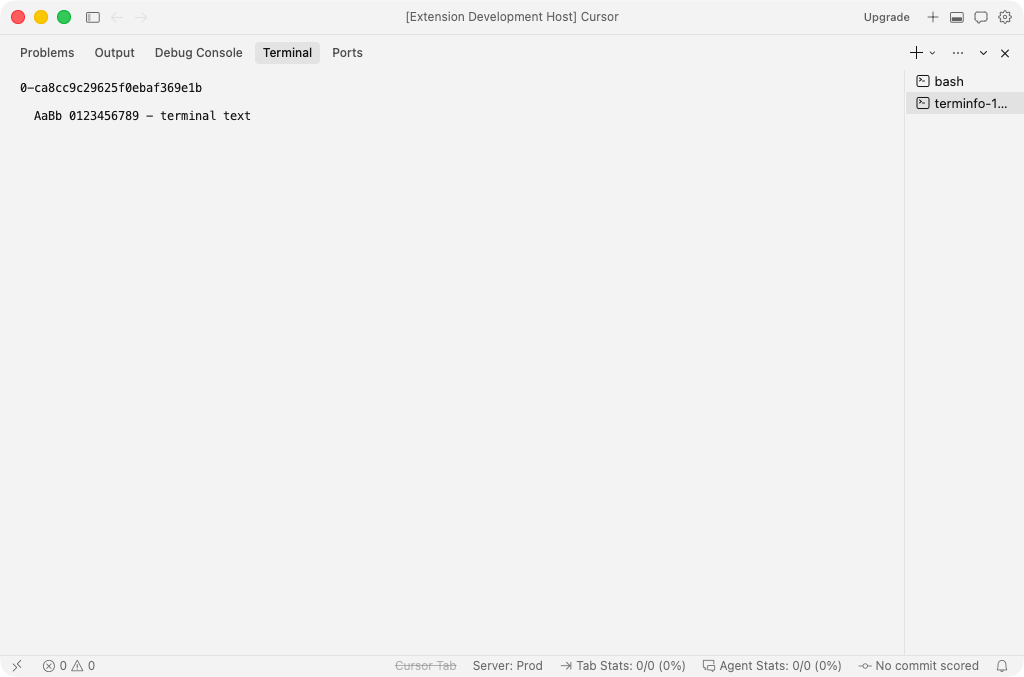 [Extension Development Host] Cursor
Upgrade
Problems Output Debug Console Terminal Ports
0-ca8cc9c29625f0ebaf369e1b
AaBb 0123456789 - terminal text
bash
terminfo-1...
0 0 Cursor Tab Server: Prod Tab Stats: 0/0 (0%) Agent Stats: 0/0 (0%) No commit scored